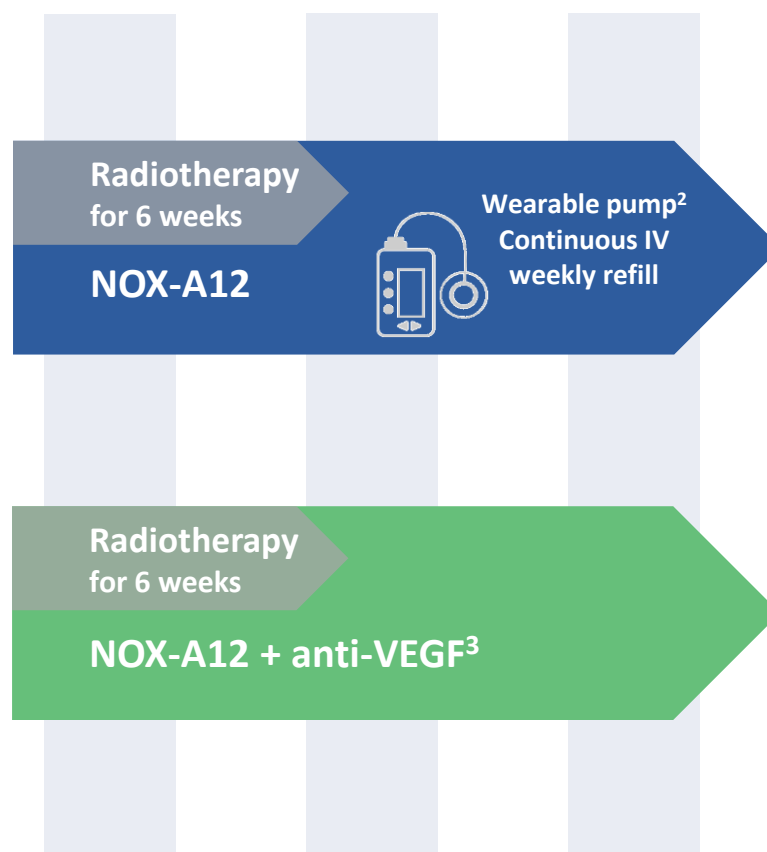 Radiotherapy
for 6 weeks
NOX-A12
Wearable pump²
Continuous IV
weekly refill
Radiotherapy
for 6 weeks
NOX-A12 + anti-VEGF³